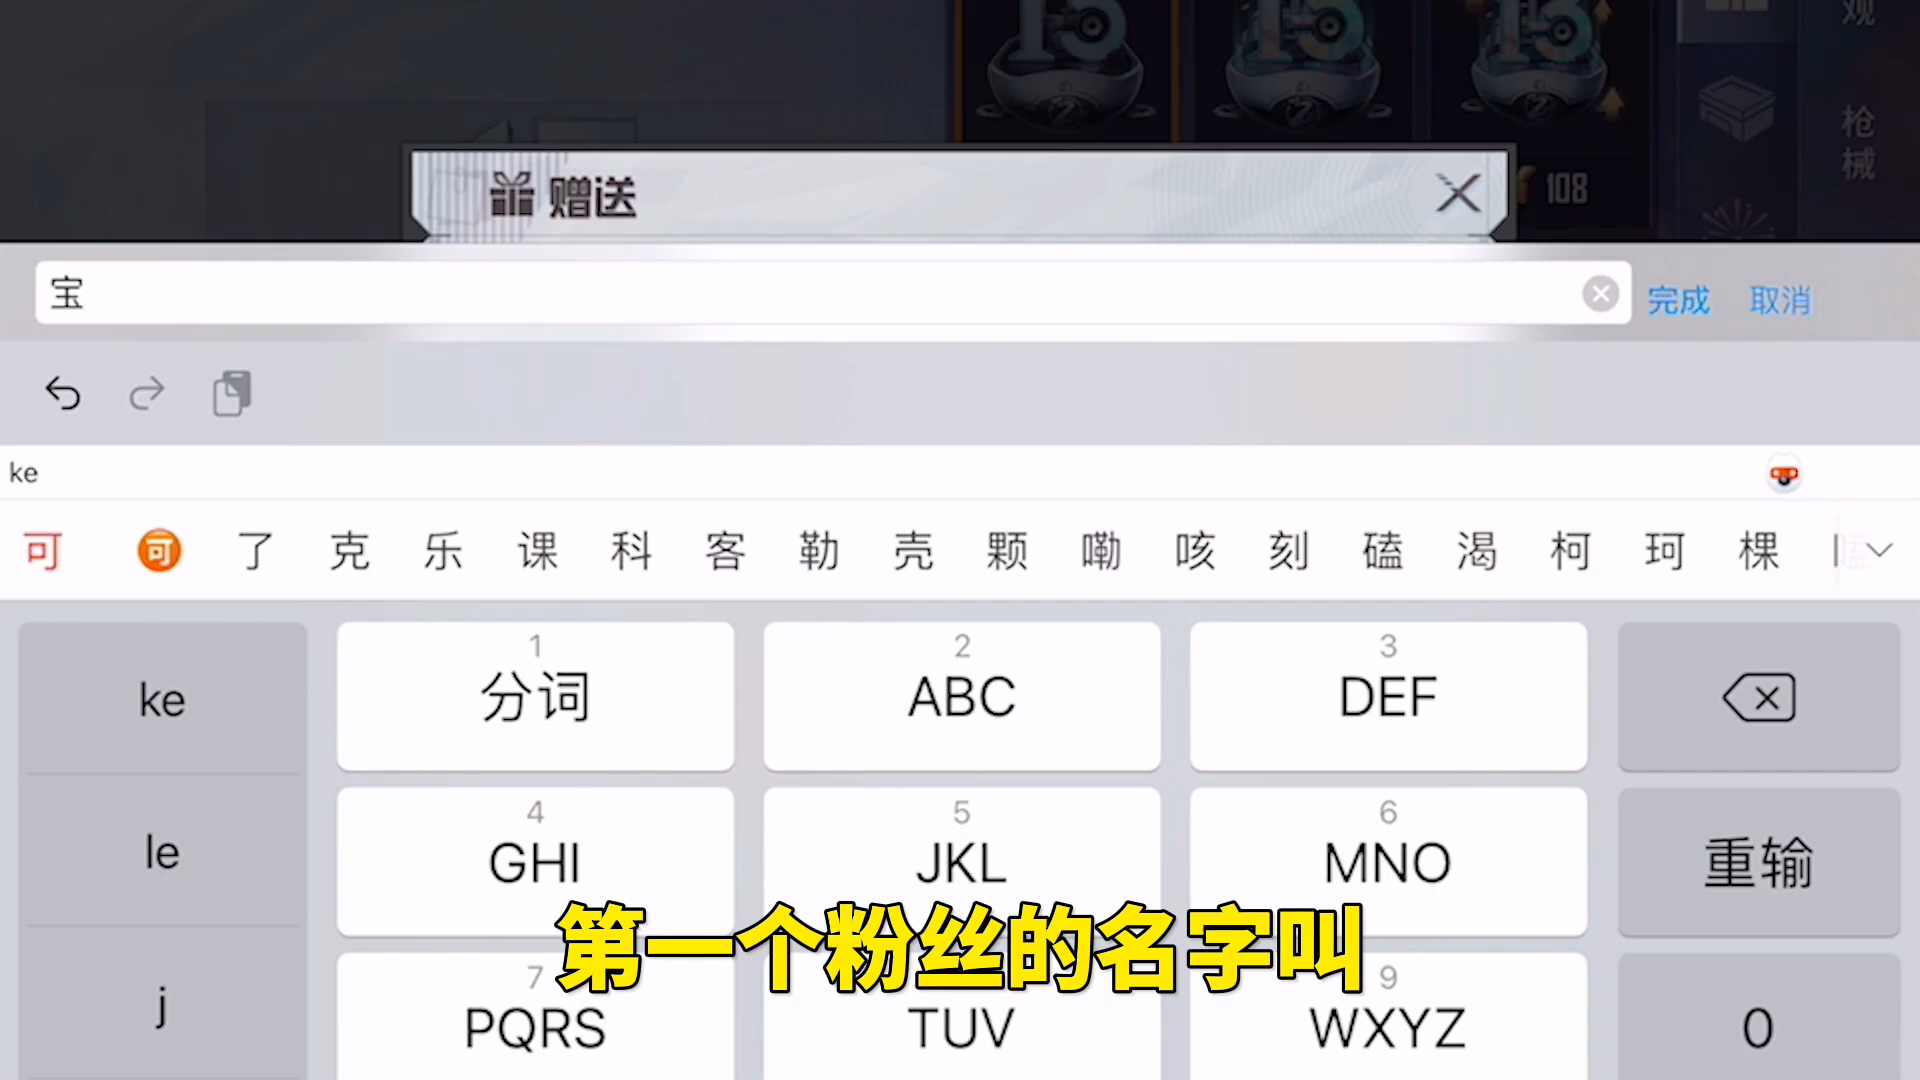 观
枪械
108
赠送
宝
完成 取消
ke
可 可 了 克 乐 课 科 客 勒 壳 颗 嘞 咳 刻 磕 渴 柯 珂 棵
ke
1
分词
2
ABC
3
DEF
le
4
GHI
5
JKL
6
MNO
重输
第一个粉丝的名字叫
j
7
PQRS
TUV
9
WXYZ
0